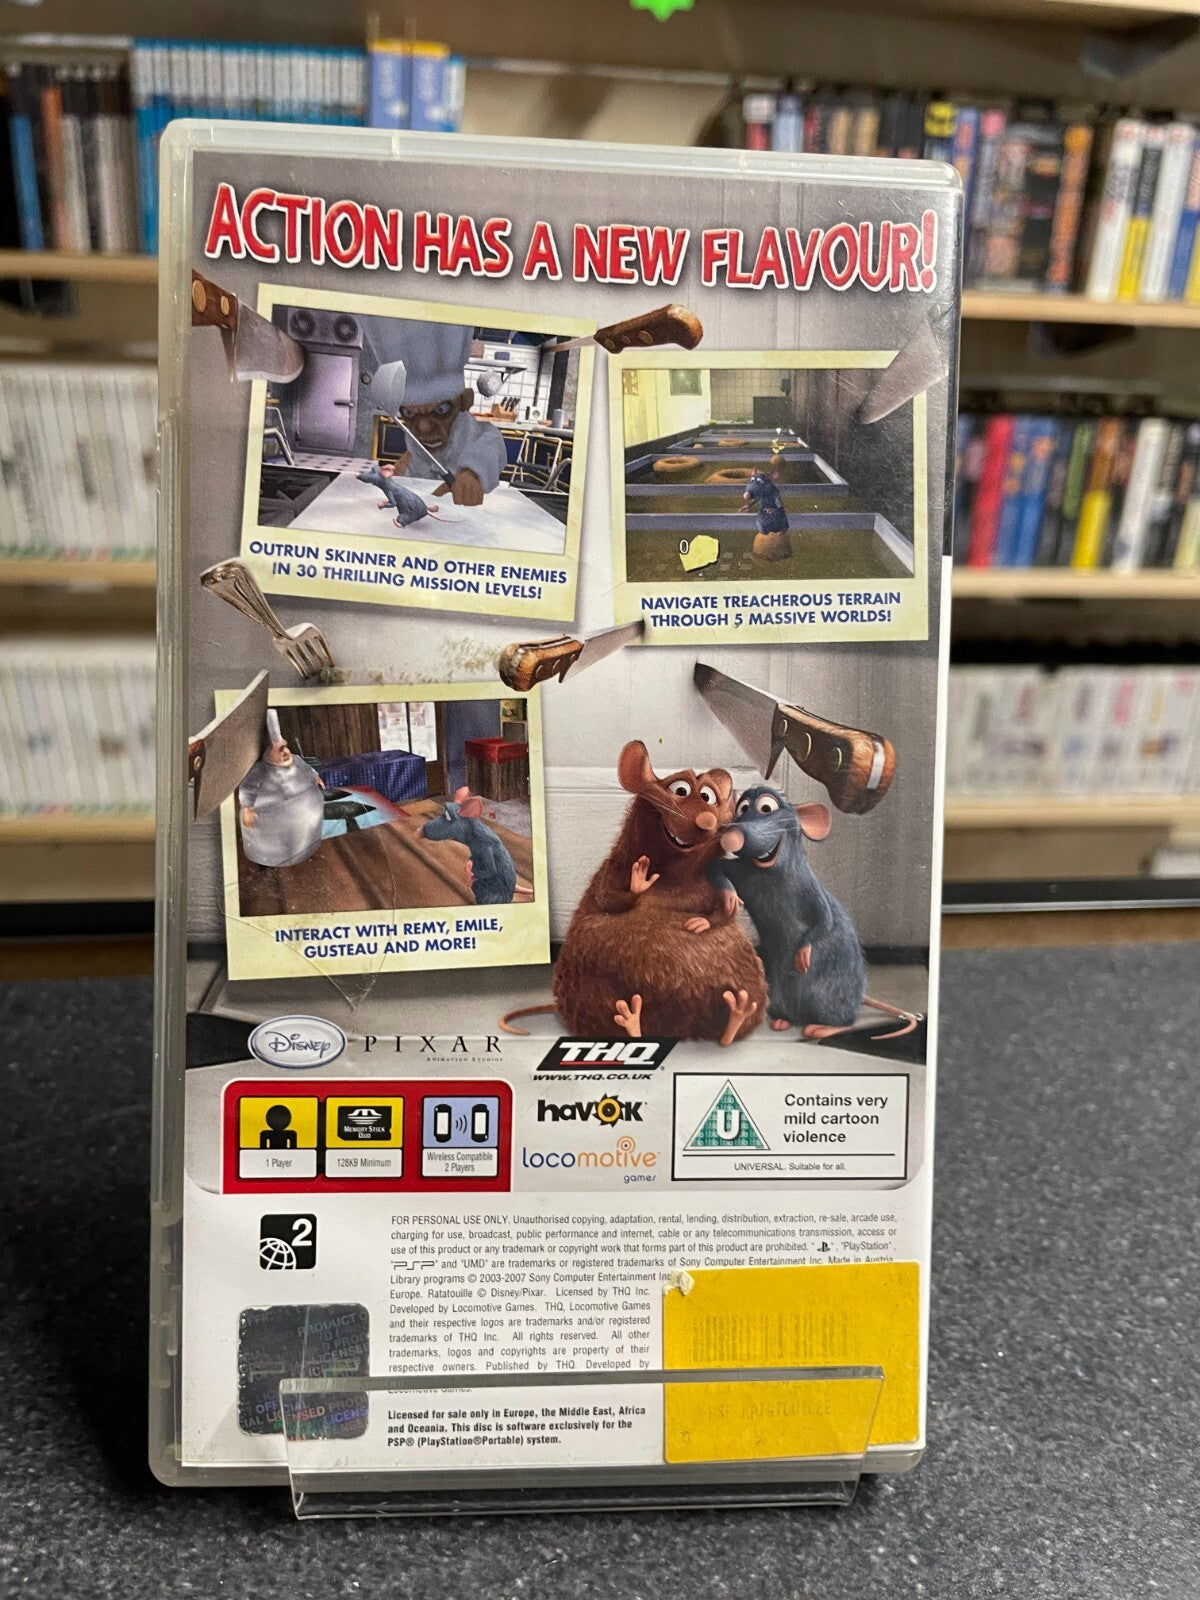 ACTION HAS A NEW FLAVOUR!
OUTRUN SKINNER AND OTHER ENEMIES
IN 30 THRILLING MISSION LEVELS!
0
NAVIGATE TREACHEROUS TERRAIN
THROUGH 5 MASSIVE WORLDS!
INTERACT WITH REMY, EMILE,
GUSTEAU AND MORE!
Disney PIXAR
ANIMATION STUDIOS
THQ
WWW.THQ.CO.UK
havok
locomotive
games
1 Player
MEMORY STICK
DUO
128KB Minimum
Wireless Compatible
2 Players
U
Contains very
mild cartoon
violence
UNIVERSAL. Suitable for all.
2
FOR PERSONAL USE ONLY. Unauthorised copying, adaptation, rental, lending, distribution, extraction, re-sale, arcade use,
charging for use, broadcast, public performance and internet, cable or any telecommunications transmission, access or
use of this product or any trademark or copyright work that forms part of this product are prohibited. " ", "PlayStation",
"PSP" and "UMD" are trademarks or registered trademarks of Sony Computer Entertainment Inc. Made in Austria.
Library programs © 2003-2007 Sony Computer Entertainment Inc
Europe. Ratatouille © Disney/Pixar. Licensed by THQ Inc.
Developed by Locomotive Games. THQ, Locomotive Games
and their respective logos are trademarks and/or registered
trademarks of THQ Inc. All rights reserved. All other
trademarks, logos and copyrights are property of their
respective owners. Published by THQ. Developed by
Locomotive Games.
Licensed for sale only in Europe, the Middle East, Africa
and Oceania. This disc is software exclusively for the
PSP® (PlayStation®Portable) system.
PSP RATATOUILLE